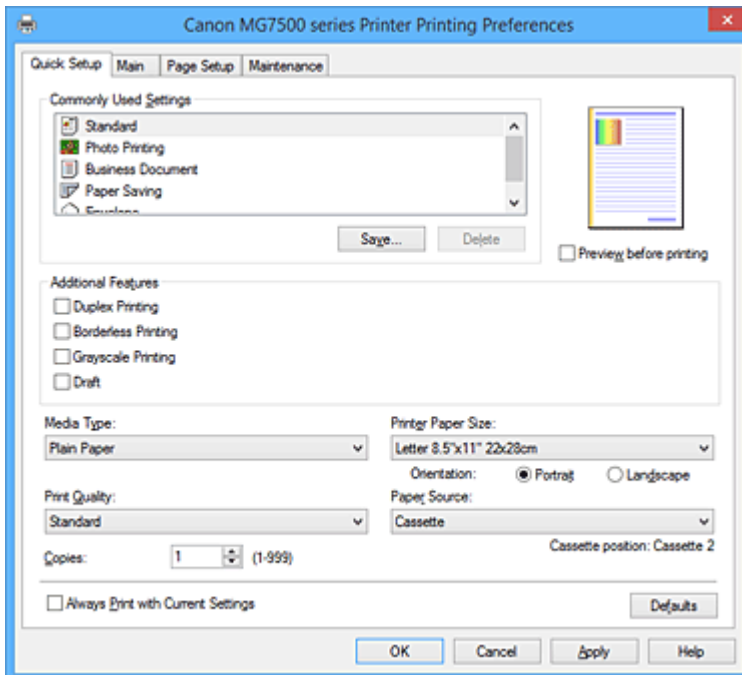 Canon MG7500 series Printer Printing Preferences
Quick Setup Main Page Setup Maintenance
Commonly Used Settings
Standard
Photo Printing
Business Document
Paper Saving
Envelope
Save... Delete
Preview before printing
Additional Features
Duplex Printing
Borderless Printing
Grayscale Printing
Draft
Media Type:
Plain Paper
Printer Paper Size:
Letter 8.5"x11" 22x28cm
Orientation: Portrait Landscape
Print Quality:
Standard
Paper Source:
Cassette
Cassette position: Cassette 2
Copies: 1 (1-999)
Always Print with Current Settings
Defaults
OK Cancel Apply Help